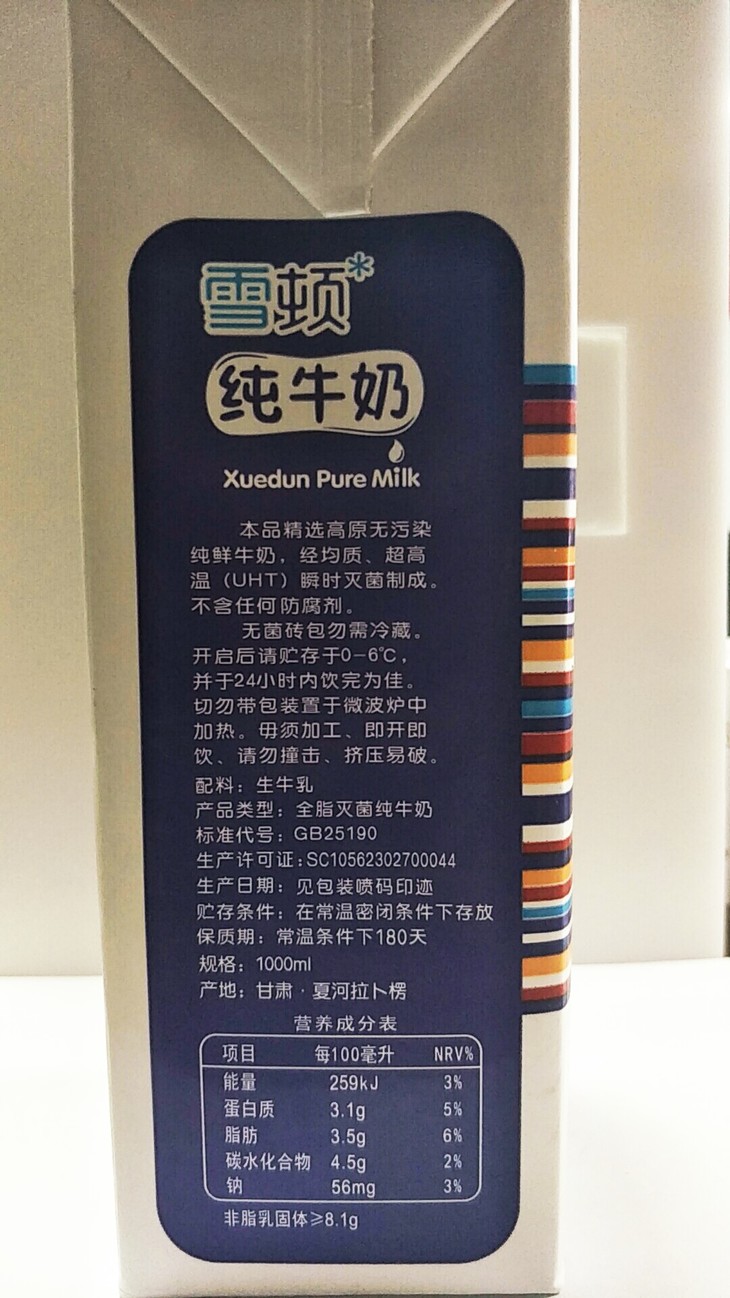 雪顿*
纯牛奶
Xuedun Pure Milk
本品精选高原无污染
纯鲜牛奶，经均质、超高
温（UHT）瞬时灭菌制成。
不含任何防腐剂。
无菌砖包勿需冷藏。
开启后请贮存于0-6℃，
并于24小时内饮完为佳。
切勿带包装置于微波炉中
加热。毋须加工、即开即
饮、请勿撞击、挤压易破。
配料：生牛乳
产品类型：全脂灭菌纯牛奶
标准代号：GB25190
生产许可证：SC10562302700044
生产日期：见包装喷码印迹
贮存条件：在常温密闭条件下存放
保质期：常温条件下180天
规格：1000ml
产地：甘肃·夏河拉卜楞
营养成分表
项目 每100毫升 NRV%
能量 259kJ 3%
蛋白质 3.1g 5%
脂肪 3.5g 6%
碳水化合物 4.5g 2%
钠 56mg 3%
非脂乳固体≥8.1g